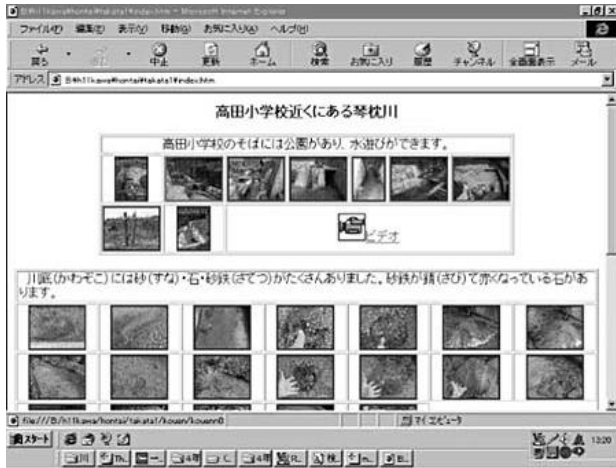 ファイル(F) 編集(E) 表示(V) 移動(G) お気に入り(A) ヘルプ(H)
戻る 中止 更新 ホーム 検索 お気に入り 履歴 チャンネル 全画面表示 メール
アドレス
高田小学校近くにある琴枕川
高田小学校のそばには公園があり、水遊びができます。
ビデオ
川底(かわぞこ)には砂(すな)・石・砂鉄(さてつ)がたくさんありました。砂鉄が錆(さび)て赤くなっている石があ
ります。
マイ コンピュータ
スタート
13:20